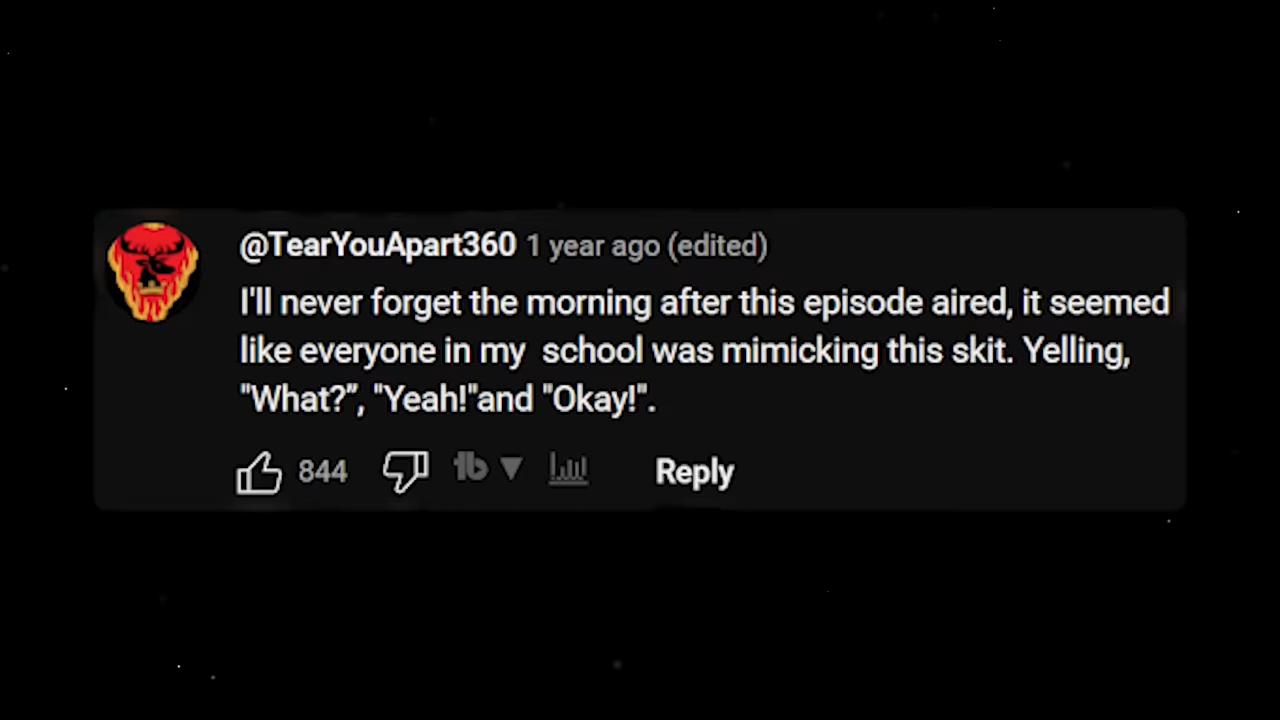 @TearYouApart360 1 year ago (edited)
I'll never forget the morning after this episode aired, it seemed
like everyone in my  school was mimicking this skit. Yelling,
"What?”, "Yeah!"and "Okay!".
844 Reply